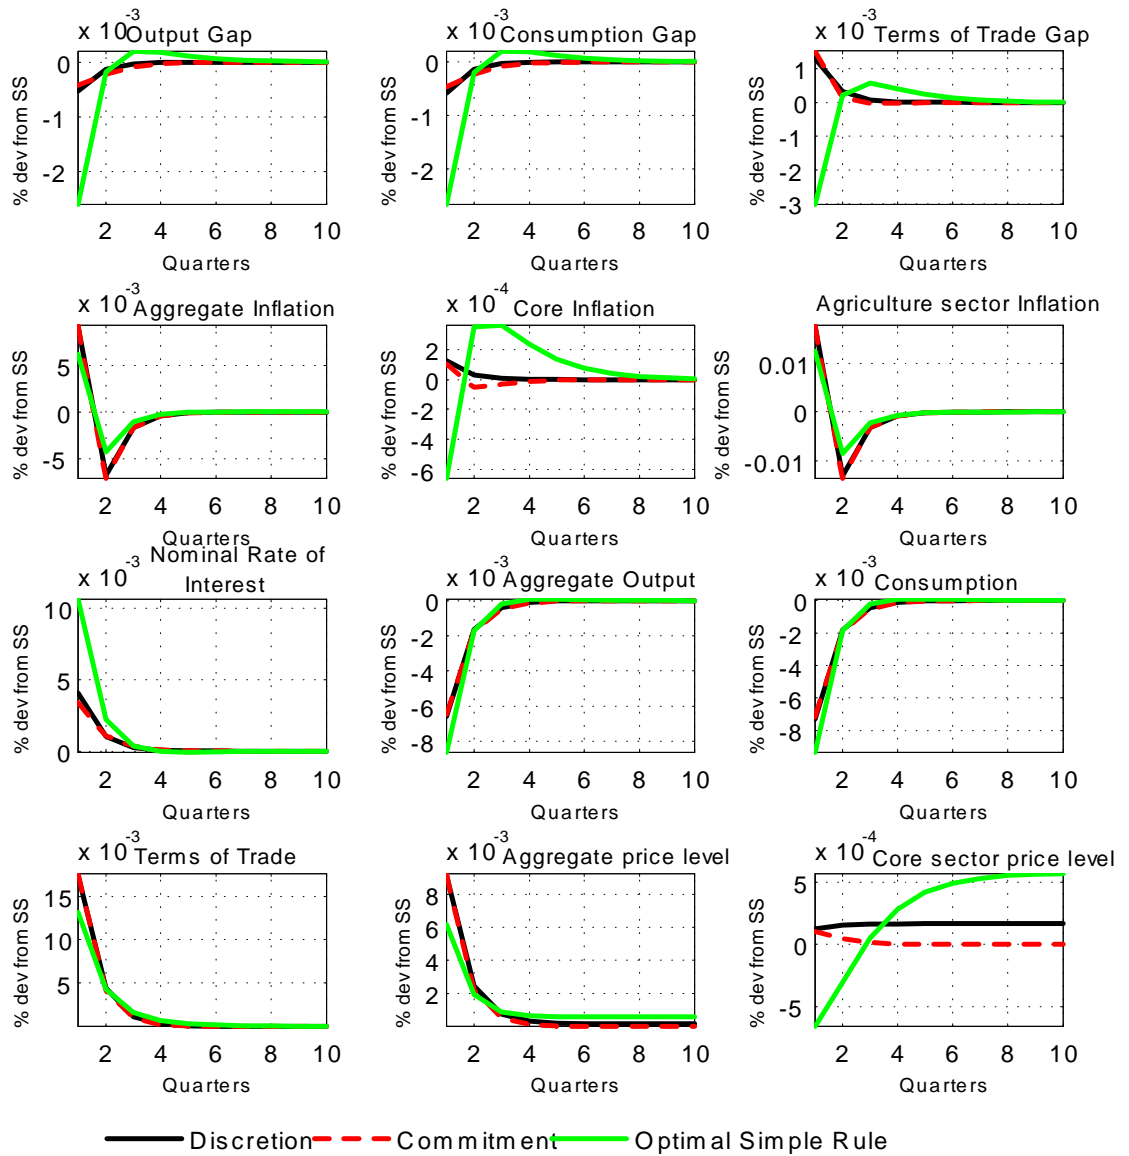 x 10-3 Output Gap
% dev from SS
0
-1
-2
2 4 6 8 10
Quarters
x 10-3 Consumption Gap
% dev from SS
0
-1
-2
2 4 6 8 10
Quarters
x 10-3 Terms of Trade Gap
% dev from SS
1
0
-1
-2
-3
2 4 6 8 10
Quarters
x 10-3 Aggregate Inflation
% dev from SS
5
0
-5
2 4 6 8 10
Quarters
x 10-4 Core Inflation
% dev from SS
2
0
-2
-4
-6
2 4 6 8 10
Quarters
Agriculture sector Inflation
% dev from SS
0.01
0
-0.01
2 4 6 8 10
Quarters
x 10-3 Nominal Rate of
Interest
% dev from SS
10
5
0
2 4 6 8 10
Quarters
x 10-3 Aggregate Output
% dev from SS
0
-2
-4
-6
-8
2 4 6 8 10
Quarters
x 10-3 Consumption
% dev from SS
0
-2
-4
-6
-8
2 4 6 8 10
Quarters
x 10-3 Terms of Trade
% dev from SS
15
10
5
2 4 6 8 10
Quarters
x 10-3 Aggregate price level
% dev from SS
8
6
4
2
2 4 6 8 10
Quarters
x 10-4 Core sector price level
% dev from SS
5
0
-5
2 4 6 8 10
Quarters
Discretion Commitment Optimal Simple Rule